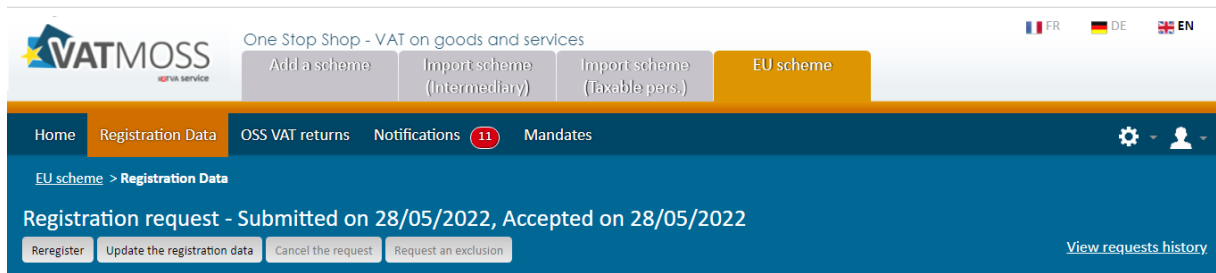 FR DE EN
VATMOSS
eTVA service
One Stop Shop - VAT on goods and services
Add a scheme
Import scheme
(Intermediary)
Import scheme
(Taxable pers.)
EU scheme
Home Registration Data OSS VAT returns Notifications 11 Mandates
EU scheme > Registration Data
Registration request - Submitted on 28/05/2022, Accepted on 28/05/2022
Reregister Update the registration data Cancel the request Request an exclusion
View requests history